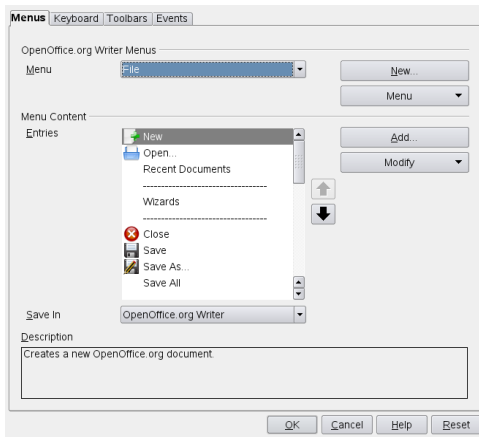 Menus Keyboard Toolbars Events
OpenOffice.org Writer Menus
Menu File New...
Menu
Menu Content
Entries New Add...
Open... Modify
Recent Documents
--------------------------------
Wizards
--------------------------------
Close
Save
Save As...
Save All
Save In OpenOffice.org Writer
Description
Creates a new OpenOffice.org document.
OK Cancel Help Reset